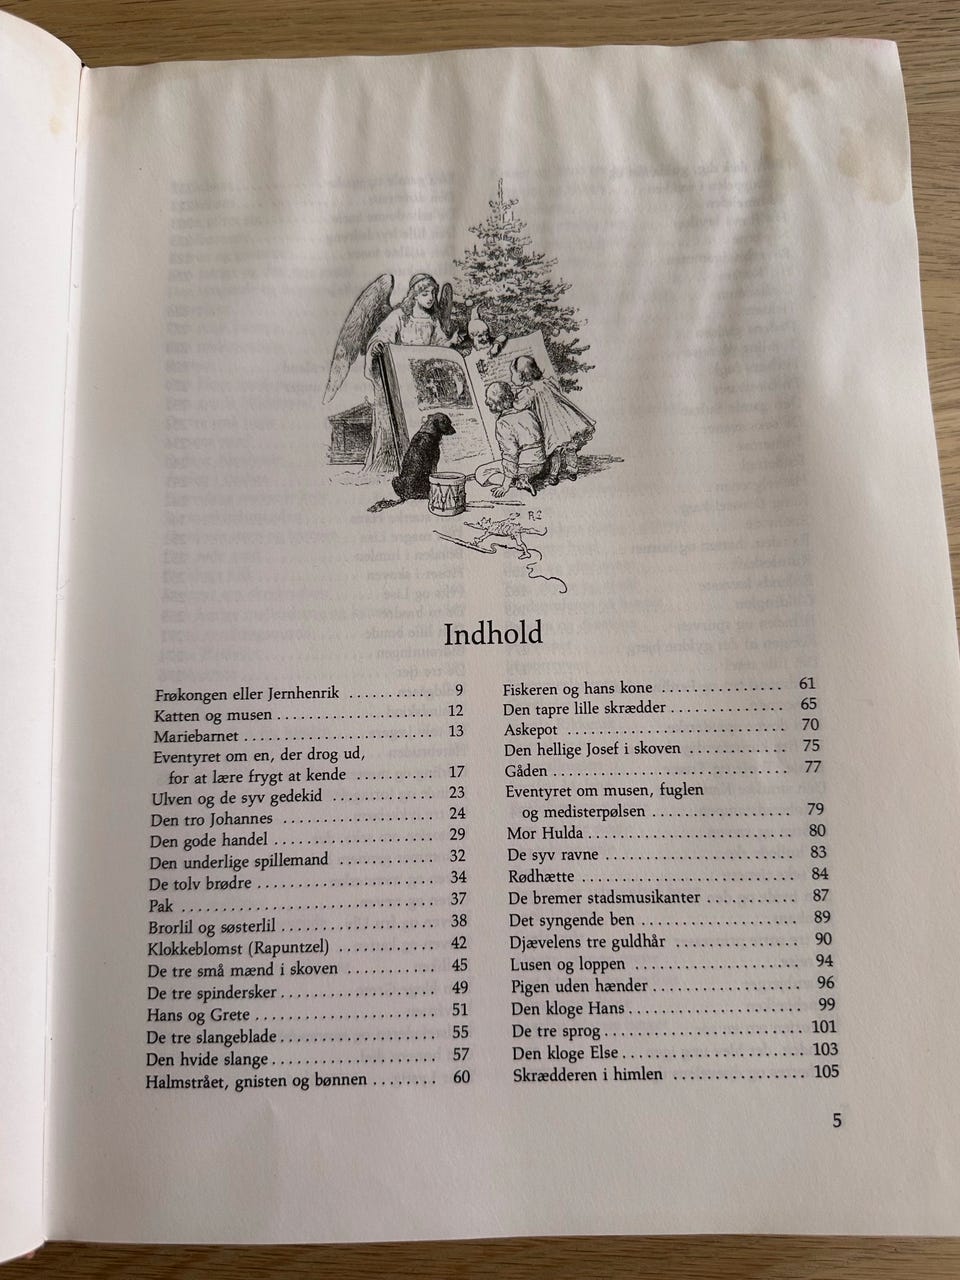 R2
Indhold
Frøkongen eller Jernhenrik .......... 9
Katten og musen ...................... 12
Mariebarnet .......................... 13
Eventyret om en, der drog ud,
for at lære frygt at kende .......... 17
Ulven og de syv gedekid ............. 23
Den tro Johannes .................... 24
Den gode handel ..................... 29
Den underlige spillemand ............ 32
De tolv brødre ...................... 34
Pak ................................. 37
Brorlil og søsterlil ................ 38
Klokkeblomst (Rapuntzel) ............ 42
De tre små mænd i skoven ............ 45
De tre spindersker .................. 49
Hans og Grete ....................... 51
De tre slangeblade .................. 55
Den hvide slange .................... 57
Halmstrået, gnisten og bønnen ........ 60
Fiskeren og hans kone ............... 61
Den tapre lille skrædder ............ 65
Askepot ............................. 70
Den hellige Josef i skoven .......... 75
Gåden ............................... 77
Eventyret om musen, fuglen
og medisterpølsen ................... 79
Mor Hulda ........................... 80
De syv ravne ........................ 83
Rødhætte ............................ 84
De bremer stadsmusikanter ........... 87
Det syngende ben .................... 89
Djævelens tre guldhår ............... 90
Lusen og loppen ..................... 94
Pigen uden hænder ................... 96
Den kloge Hans ...................... 99
De tre sprog ........................ 101
Den kloge Else ...................... 103
Skrædderen i himlen ................. 105
5